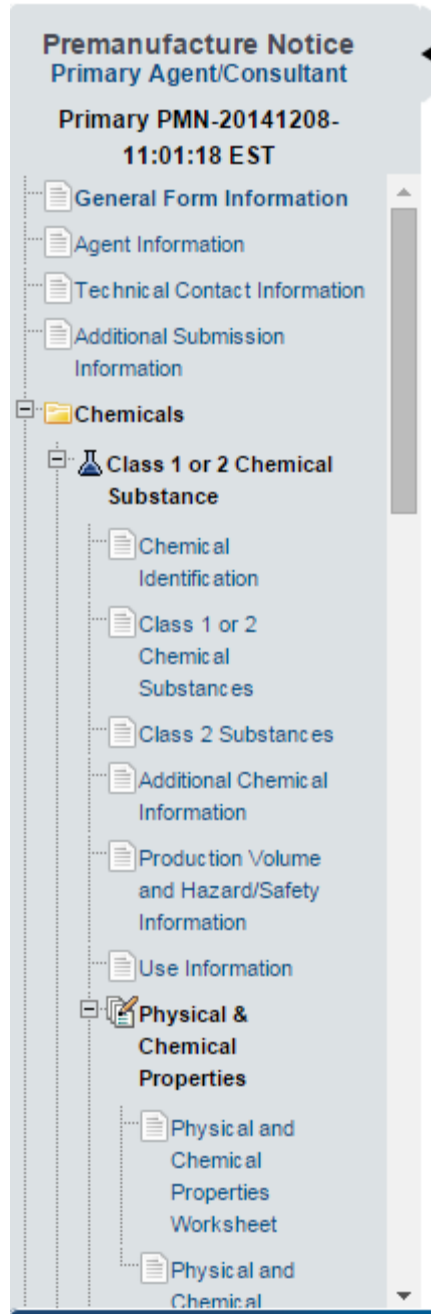 Premanufacture Notice
Primary Agent/Consultant
Primary PMN-20141208-
11:01:18 EST
General Form Information
Agent Information
Technical Contact Information
Additional Submission
Information
Chemicals
Class 1 or 2 Chemical
Substance
Chemical
Identification
Class 1 or 2
Chemical
Substances
Class 2 Substances
Additional Chemical
Information
Production Volume
and Hazard/Safety
Information
Use Information
Physical &
Chemical
Properties
Physical and
Chemical
Properties
Worksheet
Physical and
Chemical